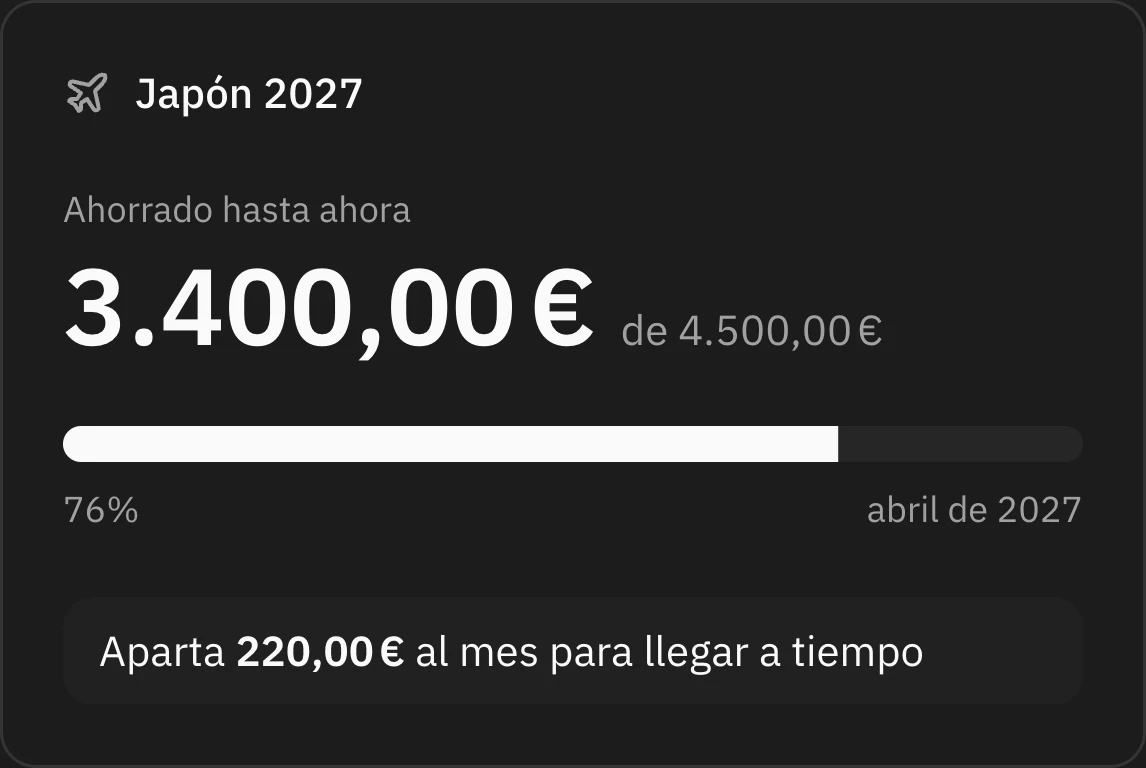 Japón 2027
Ahorrado hasta ahora
3.400,00 € de 4.500,00 €
76% abril de 2027
Aparta 220,00 € al mes para llegar a tiempo